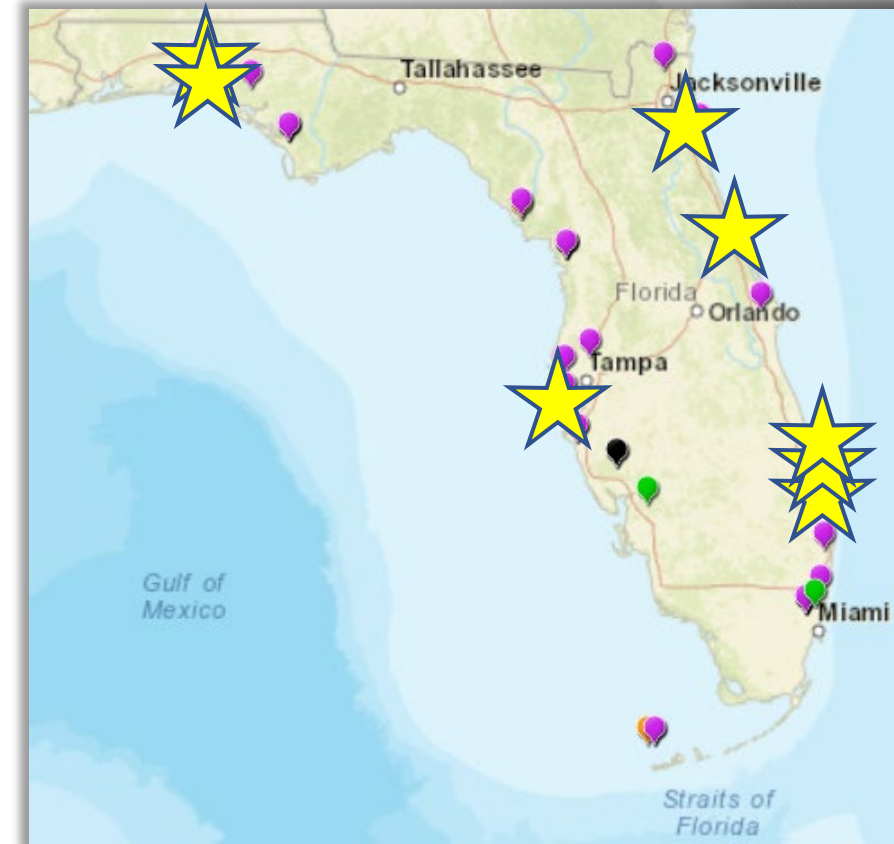 Tallahassee
Jacksonville
Florida
Orlando
Tampa
Gulf of
Mexico
Miami
Straits of
Florida